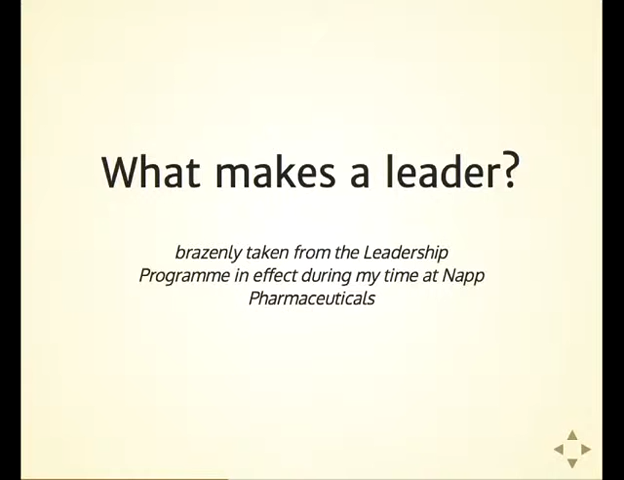 What makes a leader?
brazenly taken from the Leadership
Programme in effect during my time at Napp
Pharmaceuticals